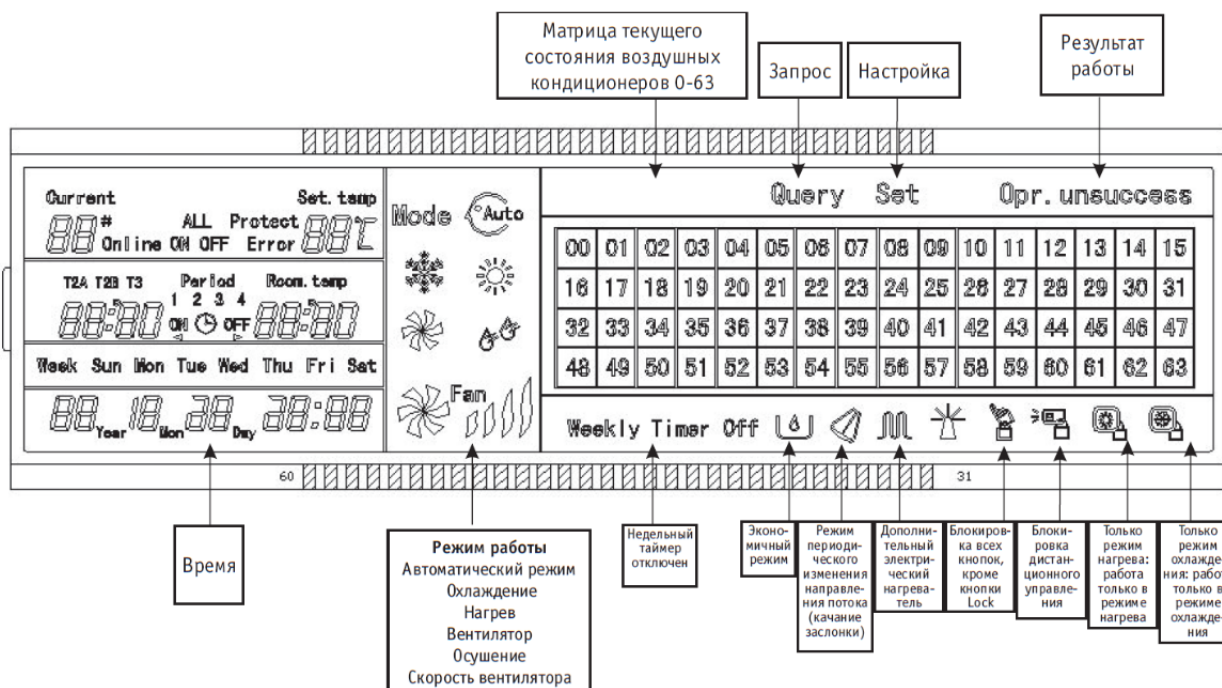 Матрица текущего
состояния воздушных
кондиционеров 0-63
Запрос
Настройка
Результат
работы
Current
Set.temp
88# ALL Protect 88℃
Online ON OFF Error
Mode Auto
Query Set Opr.unsuccess
00 01 02 03 04 05 06 07 08 09 10 11 12 13 14 15
16 17 18 19 20 21 22 23 24 25 26 27 28 29 30 31
32 33 34 35 36 37 38 39 40 41 42 43 44 45 46 47
48 49 50 51 52 53 54 55 56 57 58 59 60 61 62 63
T2A T2B T3 Period Room.temp
1 2 3 4
88:80 ON OFF 88:80
Week Sun Mon Tue Wed Thu Fri Sat
88 Year 18 Mon 38 Day 28:88
Fan
Weekly Timer Off
60
31
Время
Режим работы
Автоматический режим
Охлаждение
Нагрев
Вентилятор
Осушение
Скорость вентилятора
Недельный
таймер
отключен
Эконо-
мичный
режим
Режим
периоди-
ческого
изменения
направле-
ния потока
(качание
заслонки)
Дополни-
тельный
электри-
ческий
нагрева-
тель
Блокиров-
ка всех
кнопок,
кроме
кнопки
Lock
Блоки-
ровка
дистан-
ционного
управле-
ния
Только
режим
нагрева:
работа
только в
режиме
нагрева
Только
режим
охлажде-
ния: работ
только в
режиме
охлажде-
ния